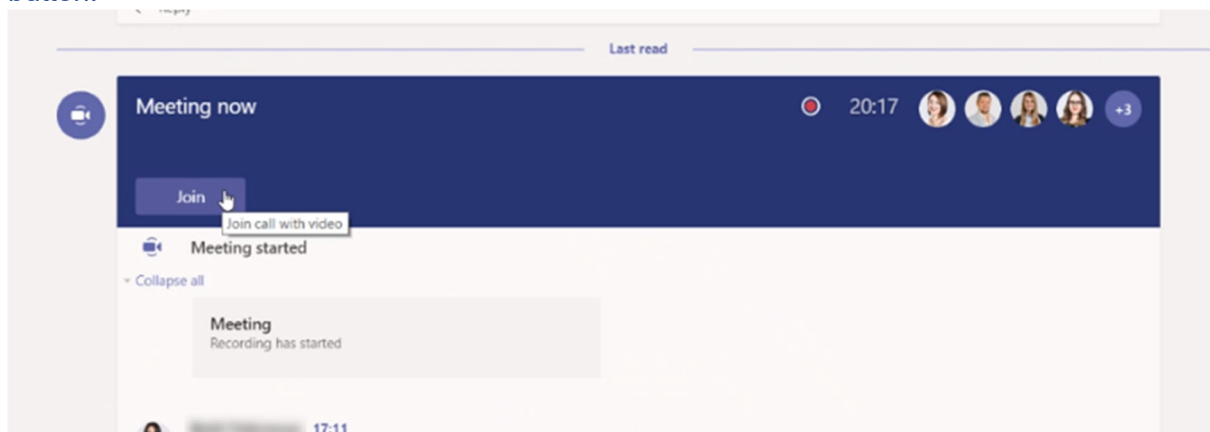 Last read
Meeting now
20:17
+3
Join
Join call with video
Meeting started
Collapse all
Meeting
Recording has started
17:11